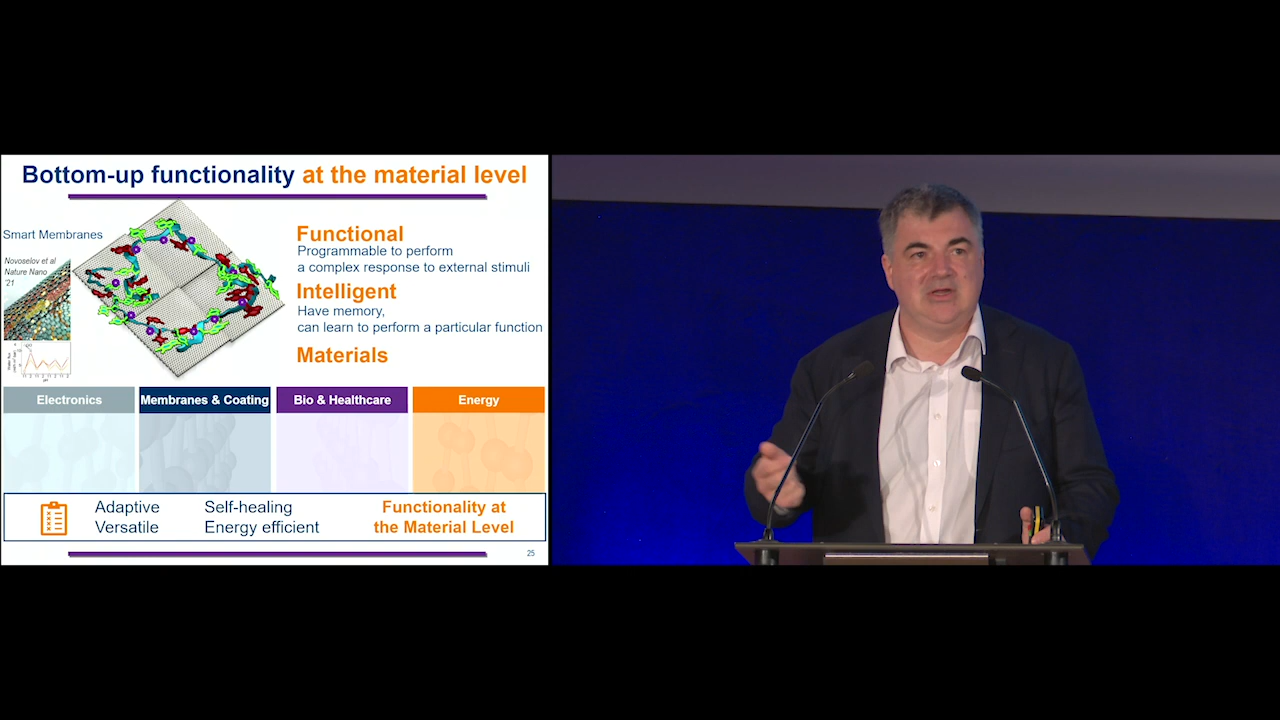 Bottom-up functionality at the material level
Smart Membranes
Novoselov et al
Nature Nano
'21
Functional
Programmable to perform
a complex response to external stimuli
Intelligent
Have memory,
can learn to perform a particular function
Materials
Electronics
Membranes & Coating
Bio & Healthcare
Energy
Adaptive
Versatile
Self-healing
Energy efficient
Functionality at
the Material Level
25